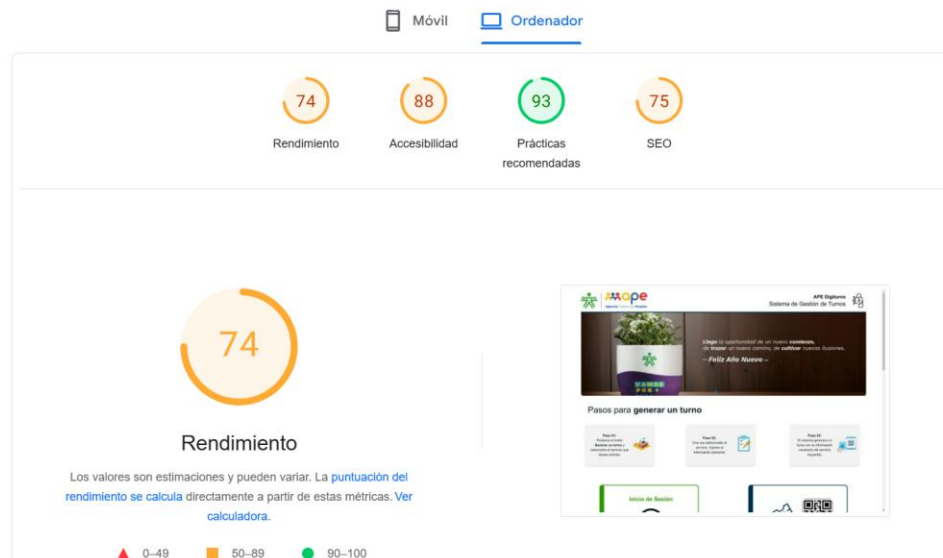 Móvil
Ordenador
74
88
93
75
Rendimiento
Accesibilidad
Prácticas
recomendadas
SEO
74
Rendimiento
Los valores son estimaciones y pueden variar. La puntuación del
rendimiento se calcula directamente a partir de estas métricas. Ver
calculadora.
0–49
50–89
90–100
ape
APE Digiturno
Sistema de Gestión de Turnos
Llega la oportunidad de un nuevo comienzo,
de trazar un nuevo camino, de cultivar nuevas ilusiones.
– Feliz Año Nuevo –
Pasos para generar un turno
Inicio de Sesión